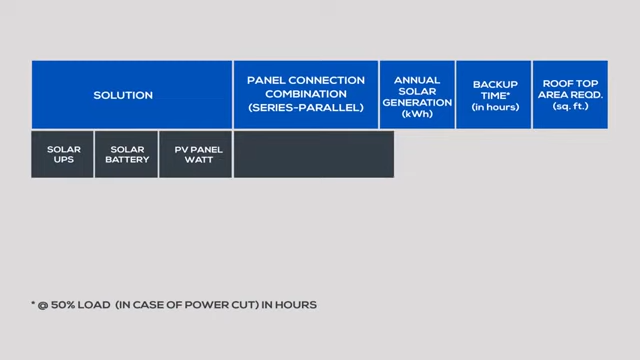 SOLUTION
PANEL CONNECTION
COMBINATION
(SERIES-PARALLEL)
ANNUAL
SOLAR
GENERATION
(kWh)
BACKUP
TIME*
(in hours)
ROOF TOP
AREA REQD.
(sq. ft.)
SOLAR
UPS
SOLAR
BATTERY
PV PANEL
WATT
* @ 50% LOAD (IN CASE OF POWER CUT) IN HOURS